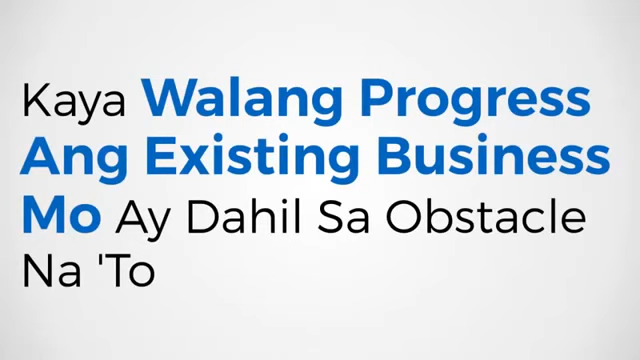 Kaya Walang Progress
Ang Existing Business
Mo Ay Dahil Sa Obstacle
Na 'To